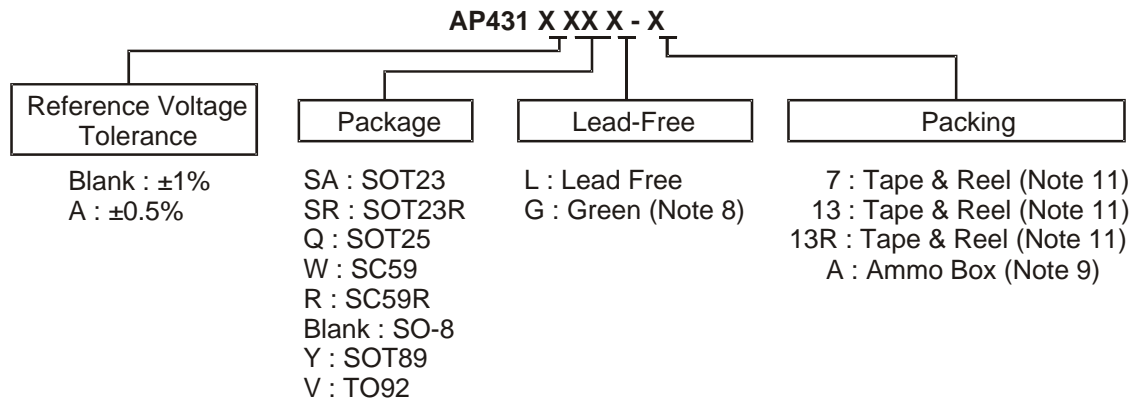 AP431 X XX X - X
Reference Voltage
Tolerance
Package
Lead-Free
Packing
Blank : ±1%
A : ±0.5%
SA : SOT23
SR : SOT23R
Q : SOT25
W : SC59
R : SC59R
Blank : SO-8
Y : SOT89
V : TO92
L : Lead Free
G : Green (Note 8)
7 : Tape & Reel (Note 11)
13 : Tape & Reel (Note 11)
13R : Tape & Reel (Note 11)
A : Ammo Box (Note 9)